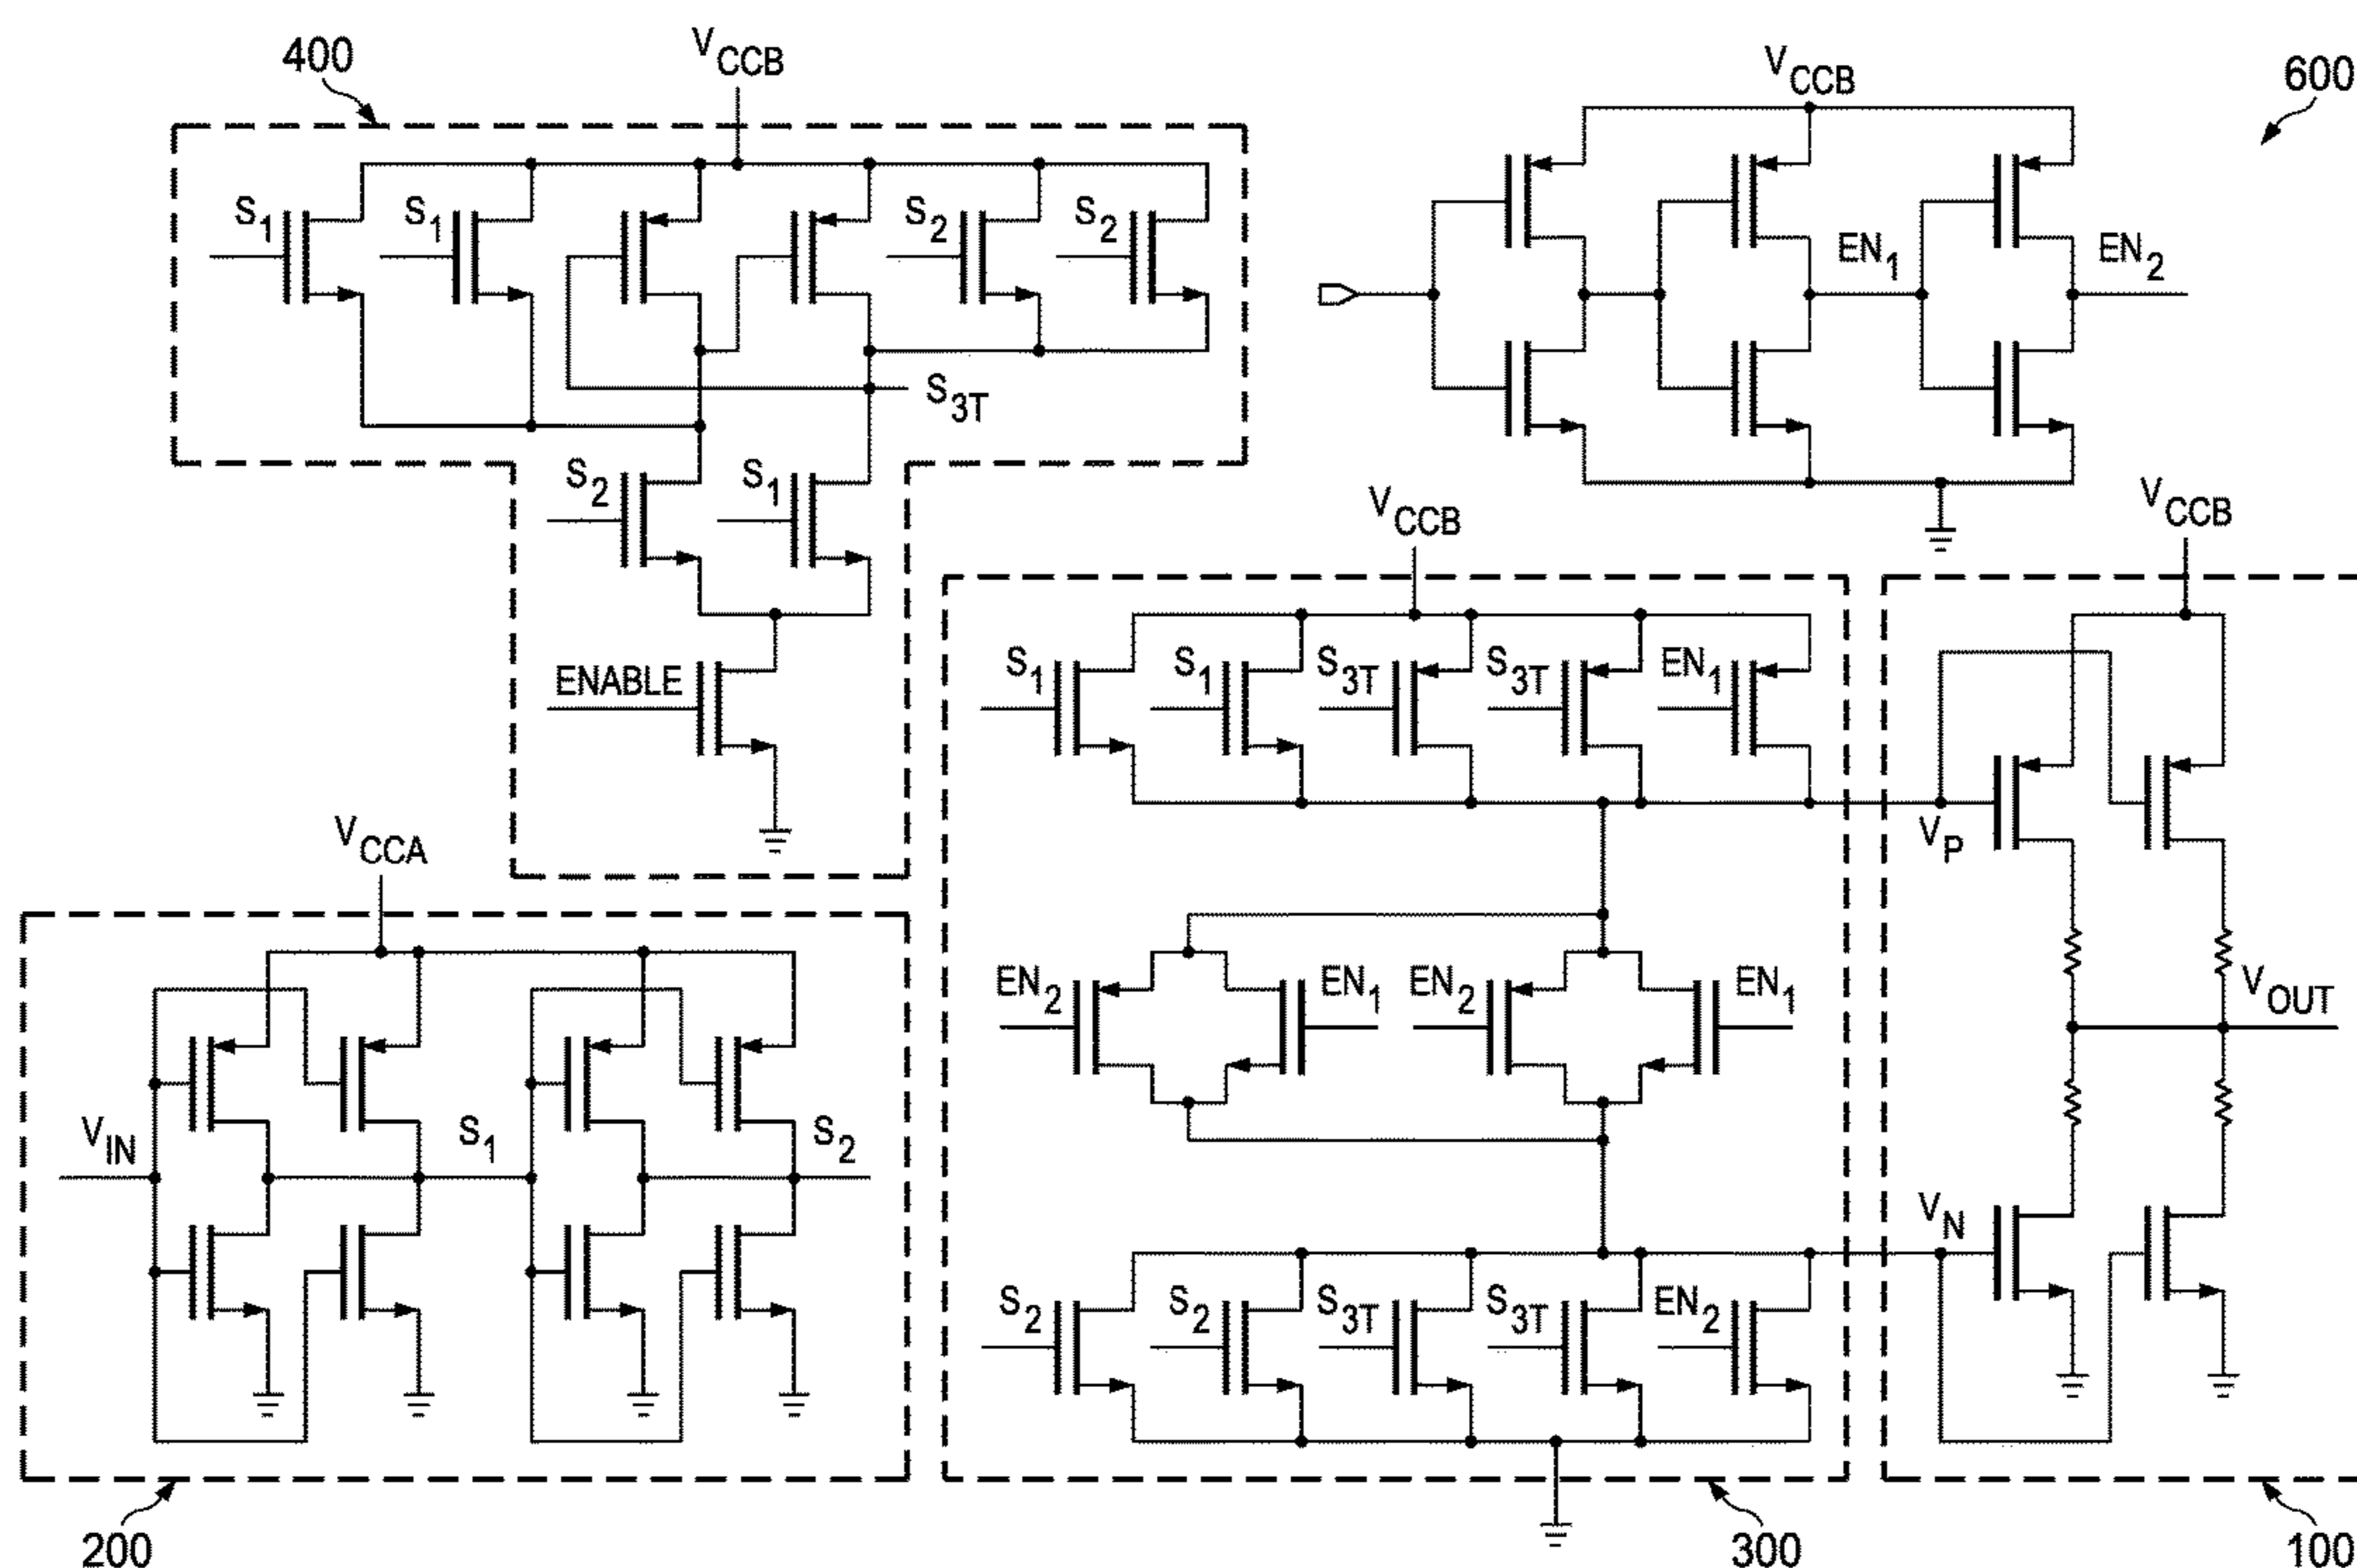 400
V_CCB
V_CCB
600
S_1
S_1
S_2
S_2
EN_1
EN_2
S_3T
S_2
S_1
V_CCB
V_CCB
ENABLE
S_1
S_1
S_3T
S_3T
EN_1
V_CCA
V_P
EN_2
EN_1
EN_2
EN_1
V_OUT
V_IN
S_1
S_2
V_N
S_2
S_2
S_3T
S_3T
EN_2
200
300
100